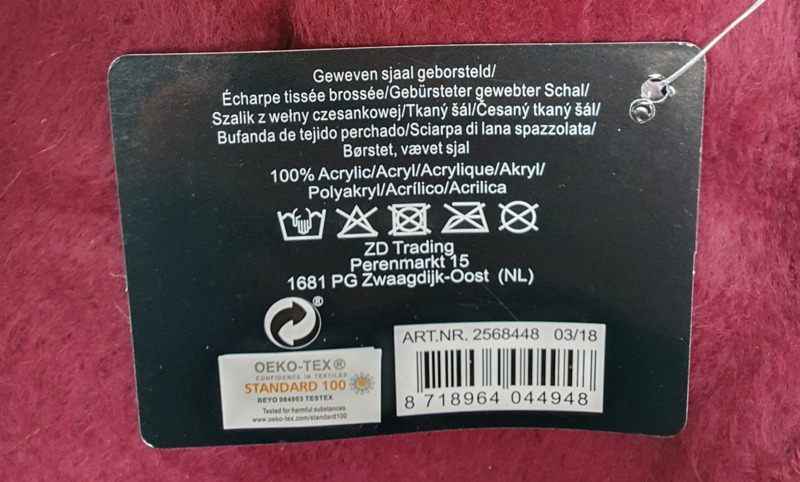 Geweven sjaal geborsteld/
Écharpe tissée brossée/Gebürsteter gewebter Schal/
Szalik z wełny czesankowej/Tkaný šál/Česaný tkaný šál/
Bufanda de tejido perchado/Sciarpa di lana spazzolata/
Børstet, vævet sjal
100% Acrylic/Acryl/Acrylique/Akryl/
Polyakryl/Acrílico/Acrilica
ZD Trading
Perenmarkt 15
1681 PG Zwaagdijk-Oost (NL)
®
OEKO-TEX®
CONFIDENCE IN TEXTILES
STANDARD 100
BEYO 064903 TESTEX
Tested for harmful substances.
www.oeko-tex.com/standard100
ART.NR. 2568448 03/18
8 718964 044948